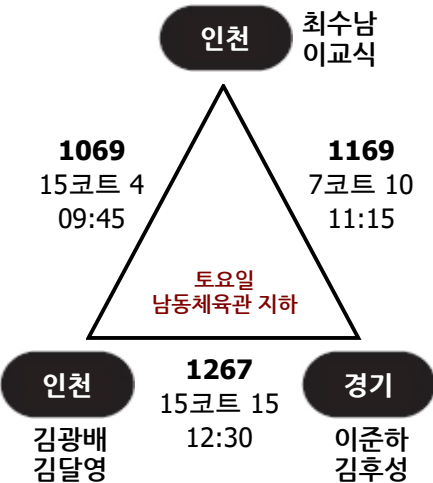 인천
최수남
이교식
1069
15코트 4
09:45
1169
7코트 10
11:15
토요일
남동체육관 지하
인천
김광배
김달영
1267
15코트 15
12:30
경기
이준하
김후성